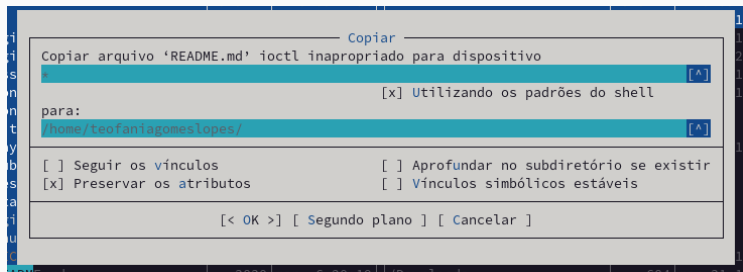 Copiar
Copiar arquivo ‘README.md’ ioctl inapropriado para dispositivo
* [^]
[x] Utilizando os padrões do shell
para:
/home/teofaniagomeslopes/ [^]
[ ] Seguir os vínculos [ ] Aprofundar no subdiretório se existir
[x] Preservar os atributos [ ] Vínculos simbólicos estáveis
[< OK >] [ Segundo plano ] [ Cancelar ]